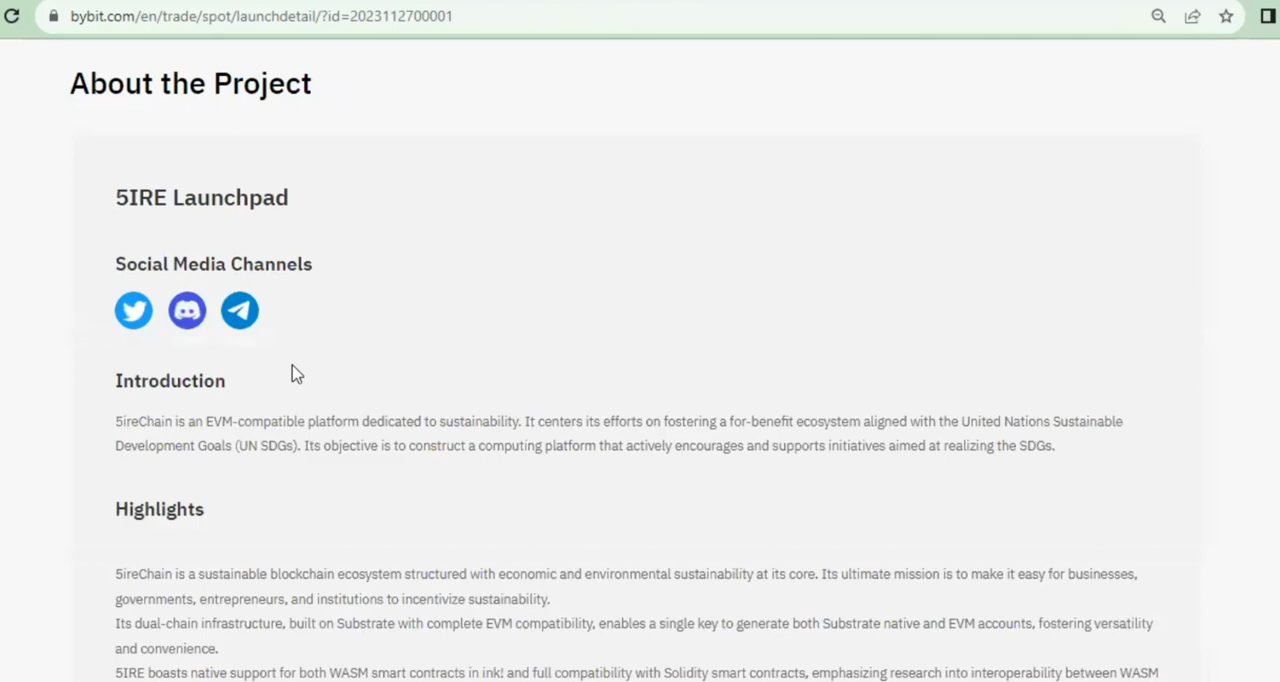 bybit.com/en/trade/spot/launchdetail/?id=2023112700001
About the Project
5IRE Launchpad
Social Media Channels
Introduction
5ireChain is an EVM-compatible platform dedicated to sustainability. It centers its efforts on fostering a for-benefit ecosystem aligned with the United Nations Sustainable
Development Goals (UN SDGs). Its objective is to construct a computing platform that actively encourages and supports initiatives aimed at realizing the SDGs.
Highlights
5ireChain is a sustainable blockchain ecosystem structured with economic and environmental sustainability at its core. Its ultimate mission is to make it easy for businesses,
governments, entrepreneurs, and institutions to incentivize sustainability.
Its dual-chain infrastructure, built on Substrate with complete EVM compatibility, enables a single key to generate both Substrate native and EVM accounts, fostering versatility
and convenience.
5IRE boasts native support for both WASM smart contracts in ink! and full compatibility with Solidity smart contracts, emphasizing research into interoperability between WASM